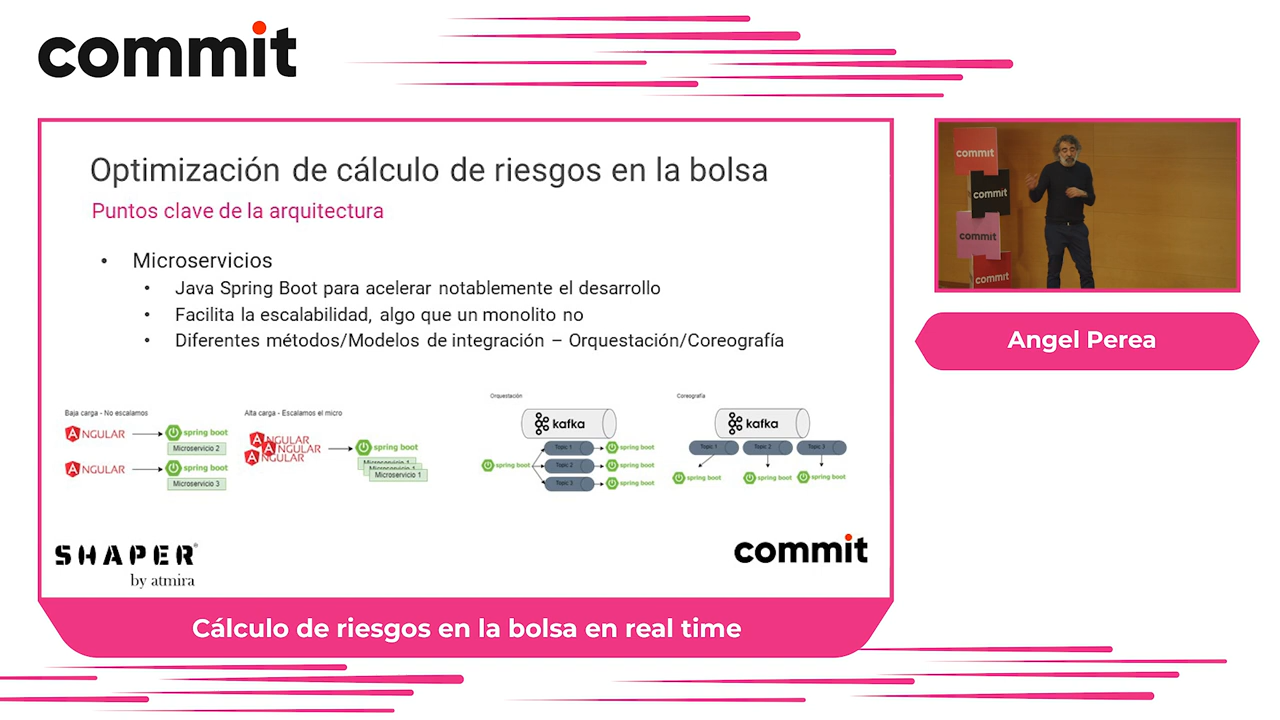 commit
Optimización de cálculo de riesgos en la bolsa
Puntos clave de la arquitectura
• Microservicios
• Java Spring Boot para acelerar notablemente el desarrollo
• Facilita la escalabilidad, algo que un monolito no
• Diferentes métodos/Modelos de integración – Orquestación/Coreografía
Baja carga - No escalamos
ANGULAR
spring boot
Microservicio 2
ANGULAR
spring boot
Microservicio 3
Alta carga - Escalamos el micro
ANGULAR
ANGULAR
ANGULAR
spring boot
Microservicio 1
Microservicio 1
Microservicio 1
Orquestación
kafka
spring boot
Topic 1
spring boot
Topic 2
spring boot
Topic 3
spring boot
Coreografía
kafka
Topic 1
Topic 2
Topic 3
spring boot
spring boot
spring boot
SHAPER®
by atmira
commit
Cálculo de riesgos en la bolsa en real time
commit
commit
commit
commit
Angel Perea